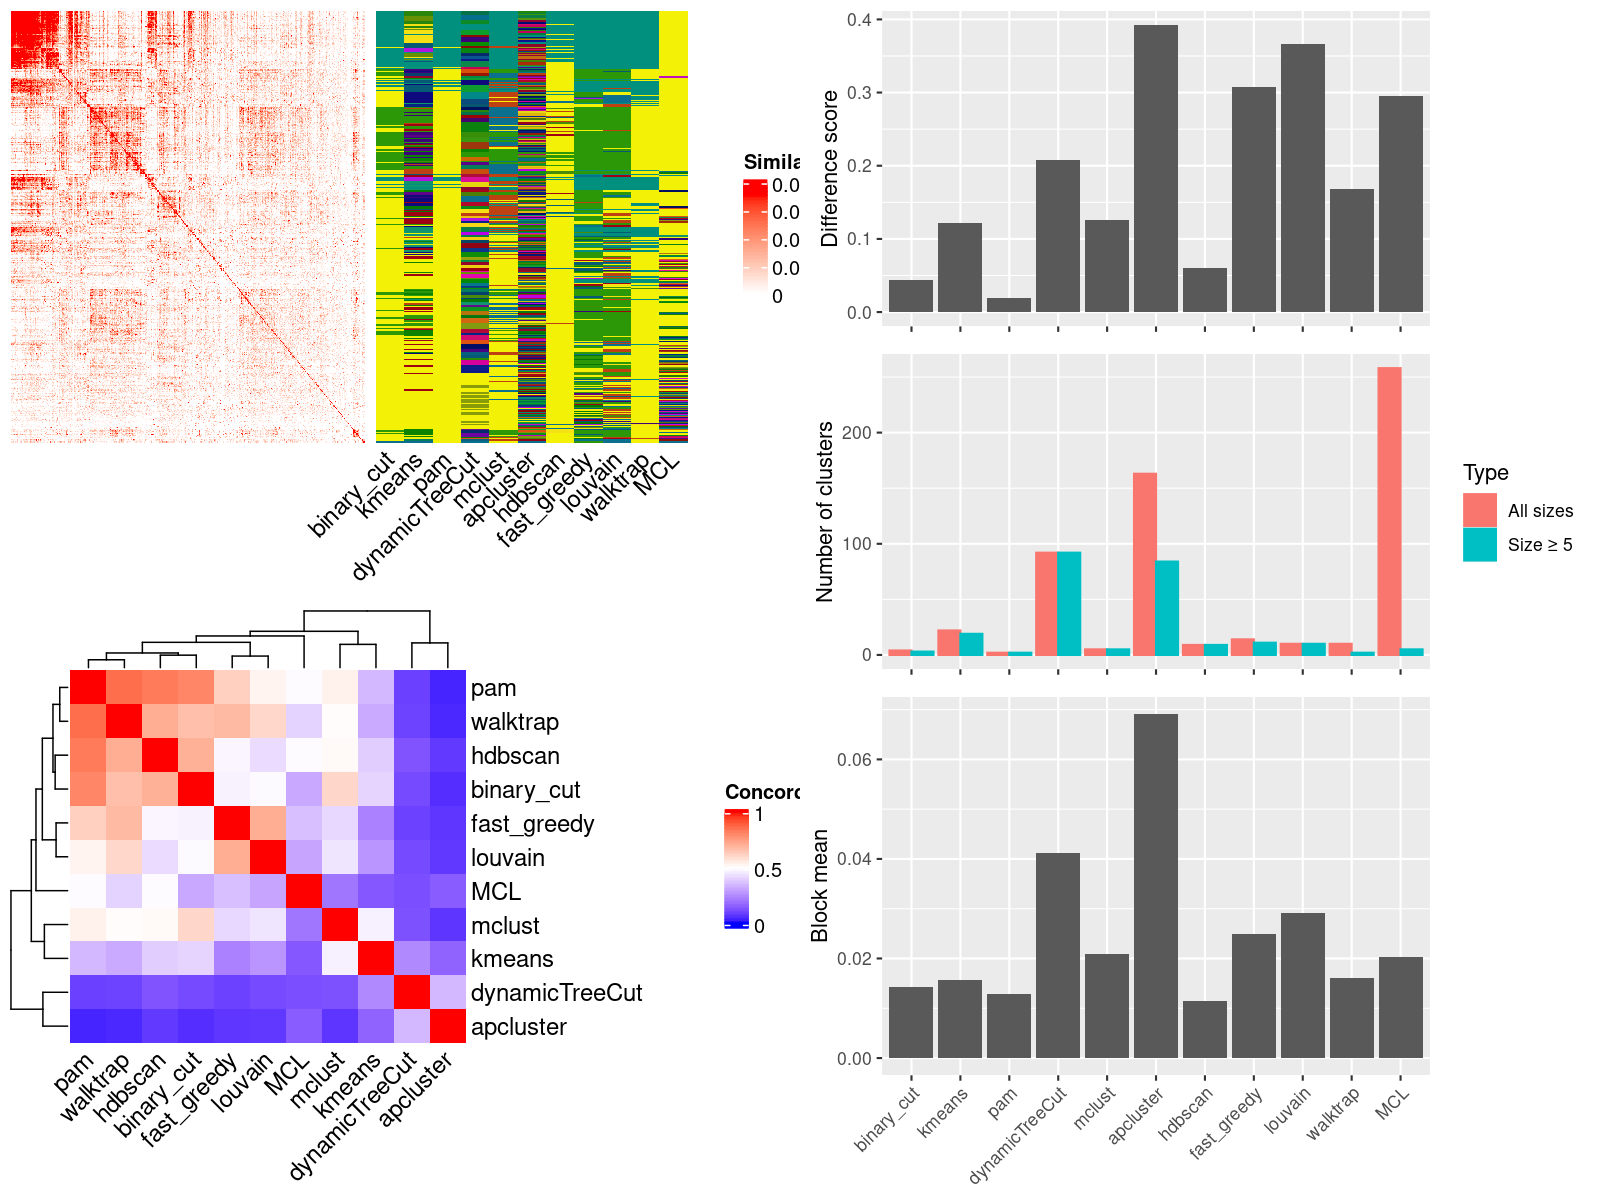 Simila
0.0
0.0
0.0
0.0
0
binary_cut
kmeans
pam
dynamicTreeCut
mclust
apcluster
hdbscan
fast_greedy
louvain
walktrap
MCL
pam
walktrap
hdbscan
binary_cut
fast_greedy
louvain
MCL
mclust
kmeans
dynamicTreeCut
apcluster
Concord
1
0.5
0
pam
walktrap
hdbscan
binary_cut
fast_greedy
louvain
MCL
mclust
kmeans
dynamicTreeCut
apcluster
Difference score
0.4
0.3
0.2
0.1
0.0
Number of clusters
200
100
0
Type
All sizes
Size ≥ 5
Block mean
0.06
0.04
0.02
0.00
binary_cut
kmeans
pam
dynamicTreeCut
mclust
apcluster
hdbscan
fast_greedy
louvain
walktrap
MCL